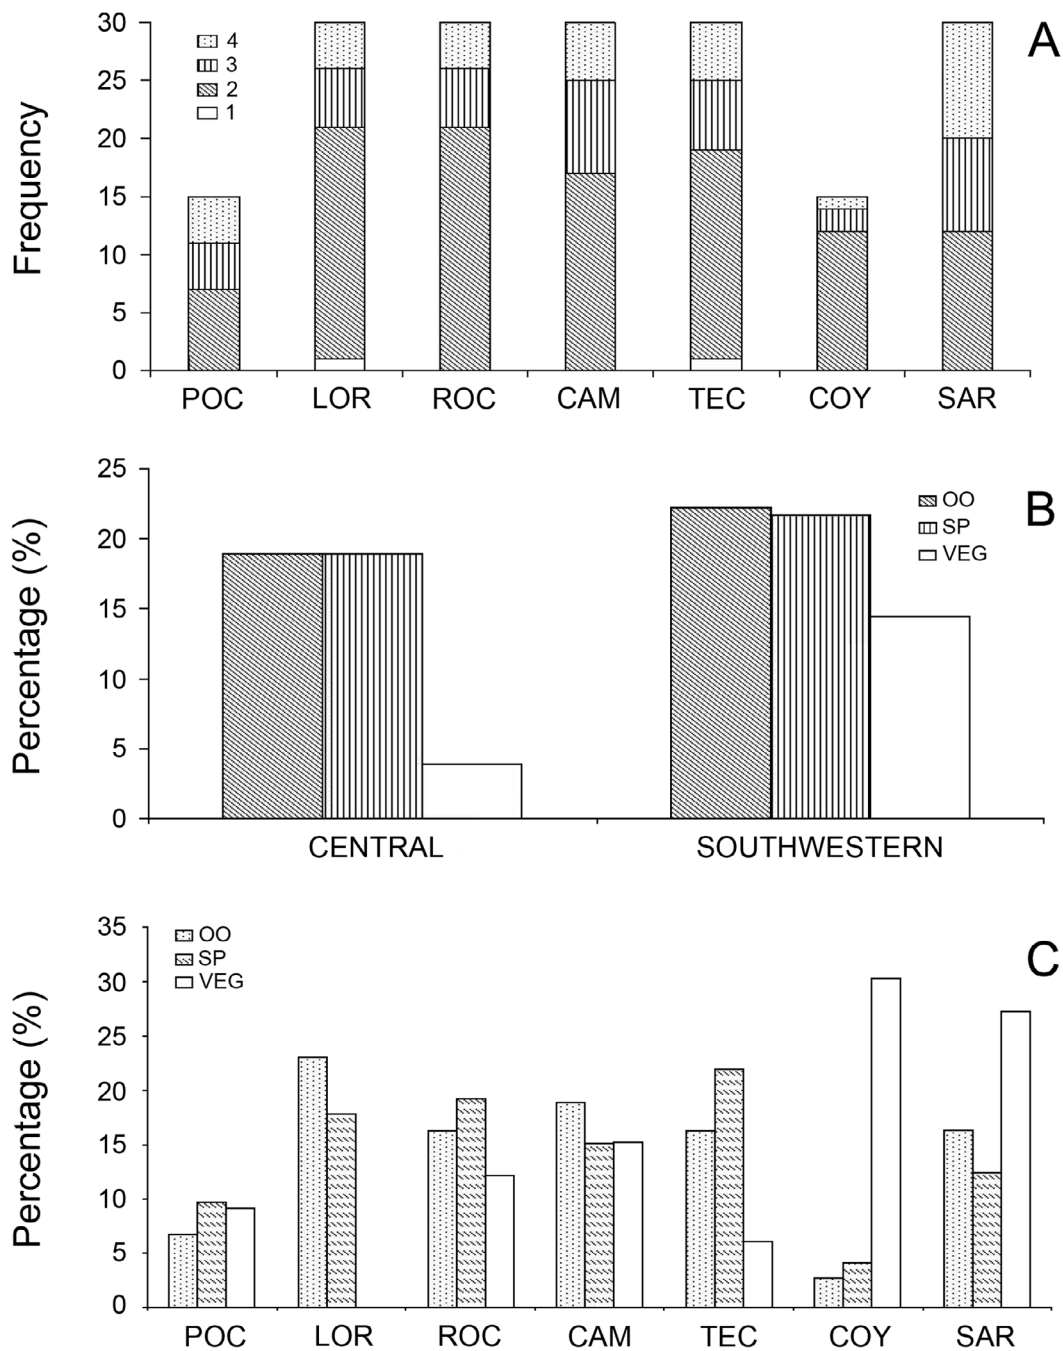 A
Frequency
30
25
20
15
10
5
0
4
3
2
1
POC LOR ROC CAM TEC COY SAR
B
Percentage (%)
25
20
15
10
5
0
OO
SP
VEG
CENTRAL SOUTHWESTERN
C
Percentage (%)
35
30
25
20
15
10
5
0
OO
SP
VEG
POC LOR ROC CAM TEC COY SAR